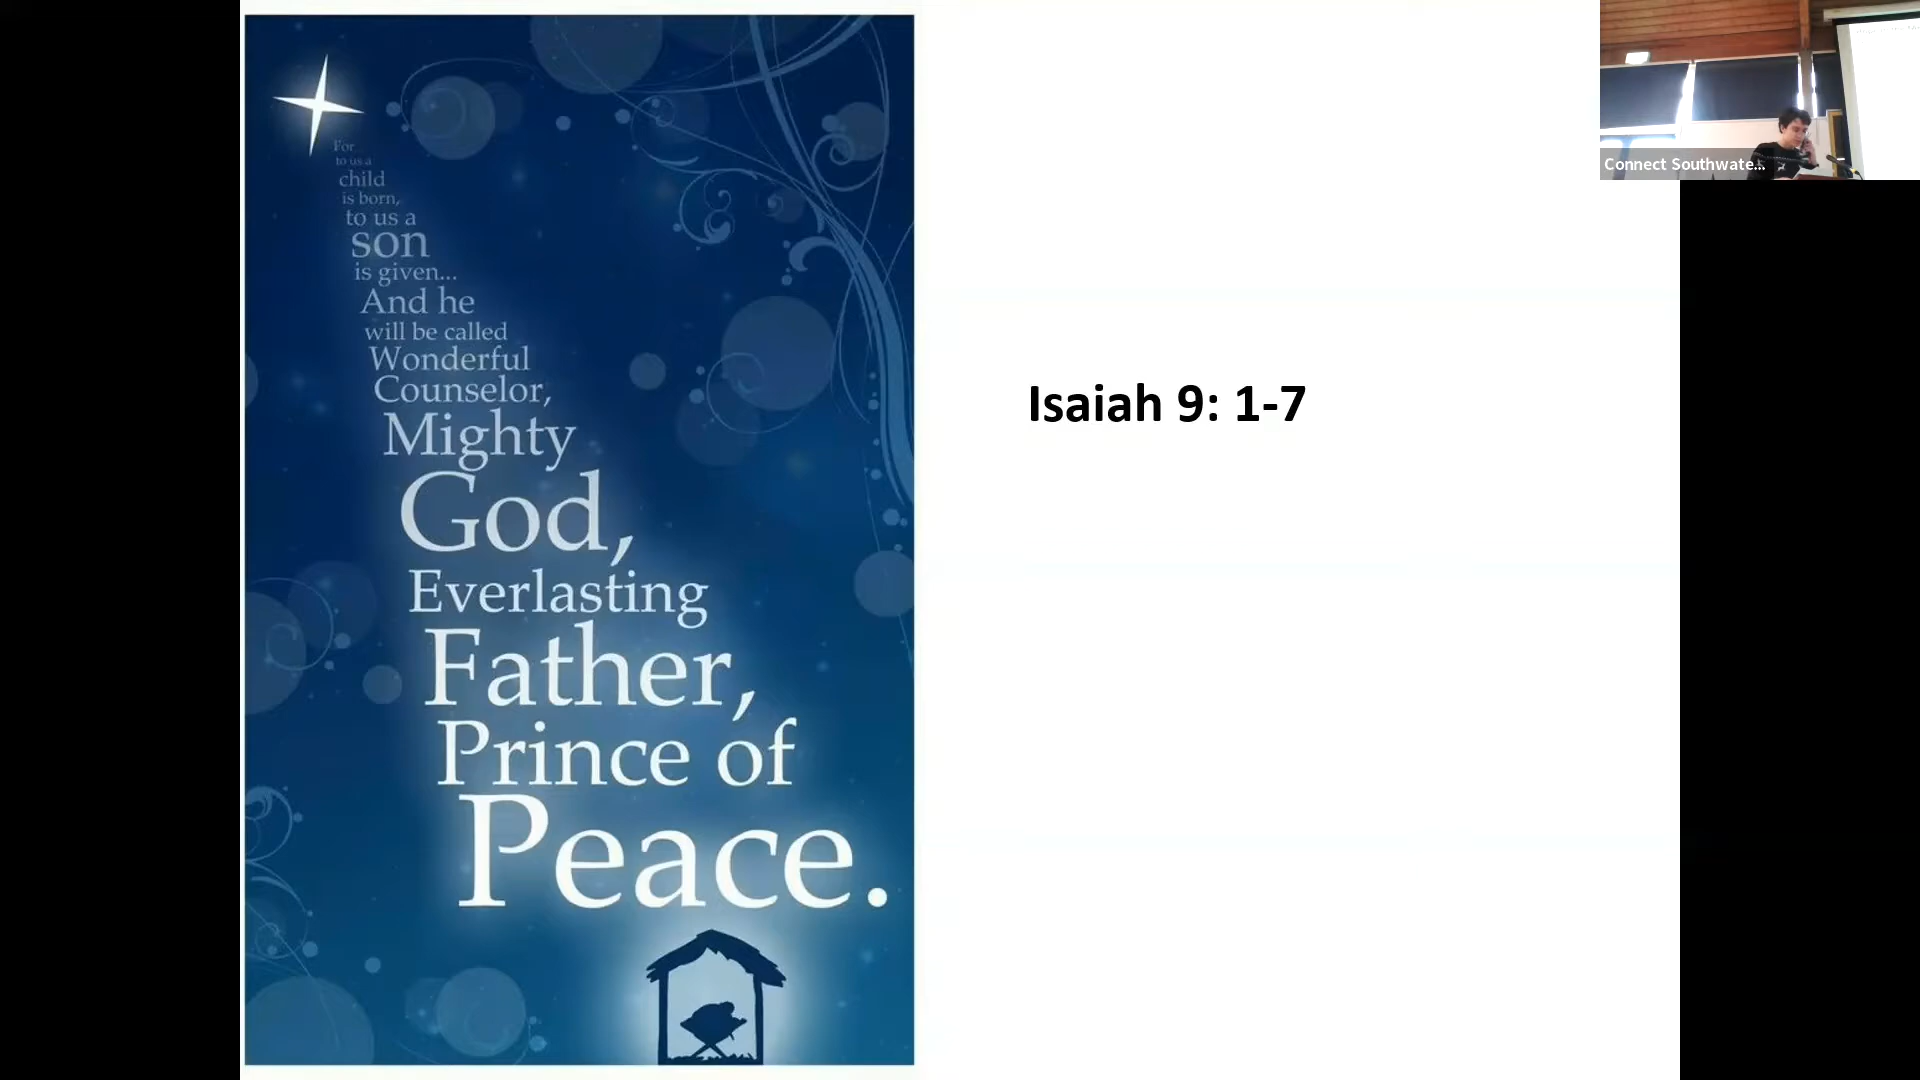 For
to us a
child
is born,
to us a
son
is given...
And he
will be called
Wonderful
Counselor,
Mighty
God,
Everlasting
Father,
Prince of
Peace.
Isaiah 9: 1-7
Connect Southwate...